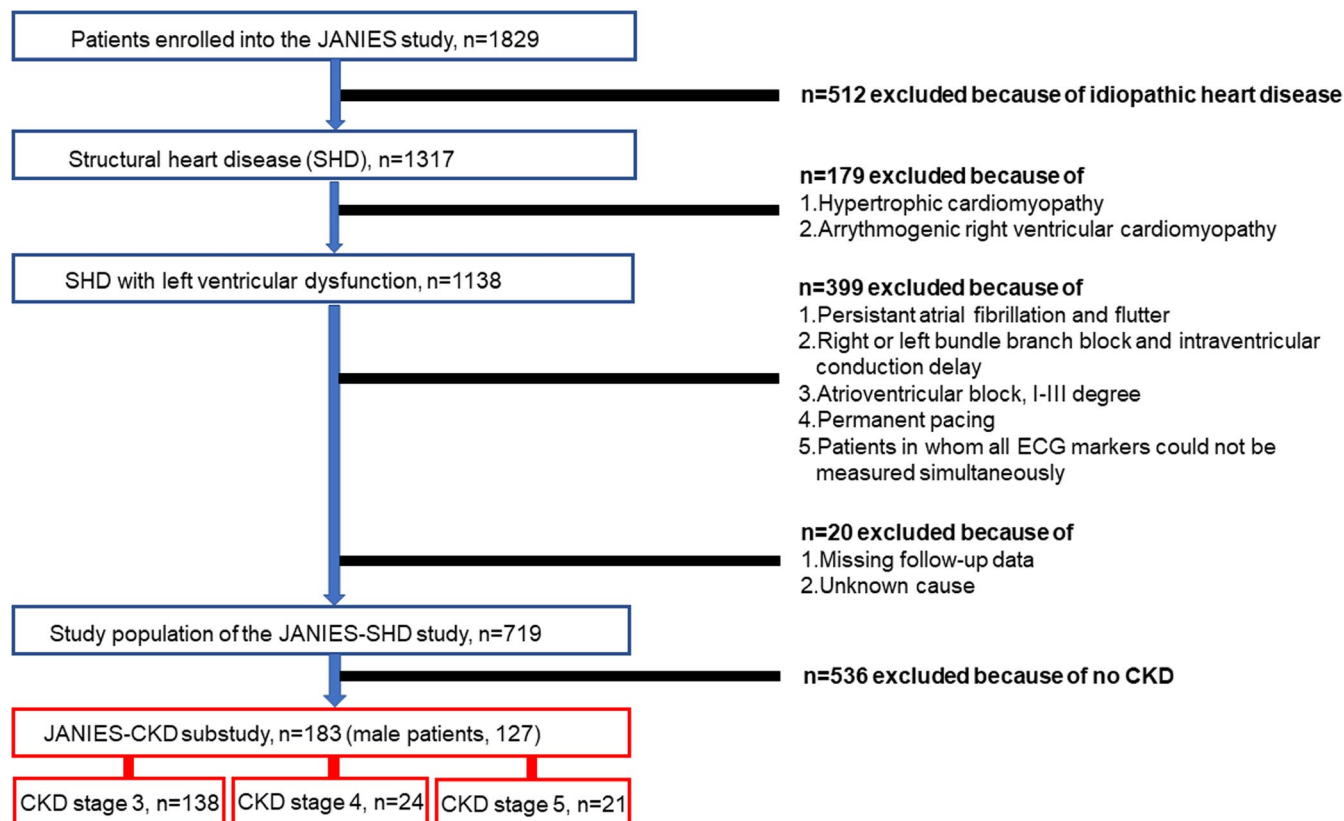 Patients enrolled into the JANIES study, n=1829
n=512 excluded because of idiopathic heart disease
Structural heart disease (SHD), n=1317
n=179 excluded because of
1.Hypertrophic cardiomyopathy
2.Arrythmogenic right ventricular cardiomyopathy
SHD with left ventricular dysfunction, n=1138
n=399 excluded because of
1.Persistant atrial fibrillation and flutter
2.Right or left bundle branch block and intraventricular
conduction delay
3.Atrioventricular block, I-III degree
4.Permanent pacing
5.Patients in whom all ECG markers could not be
measured simultaneously
n=20 excluded because of
1.Missing follow-up data
2.Unknown cause
Study population of the JANIES-SHD study, n=719
n=536 excluded because of no CKD
JANIES-CKD substudy, n=183 (male patients, 127)
CKD stage 3, n=138
CKD stage 4, n=24
CKD stage 5, n=21